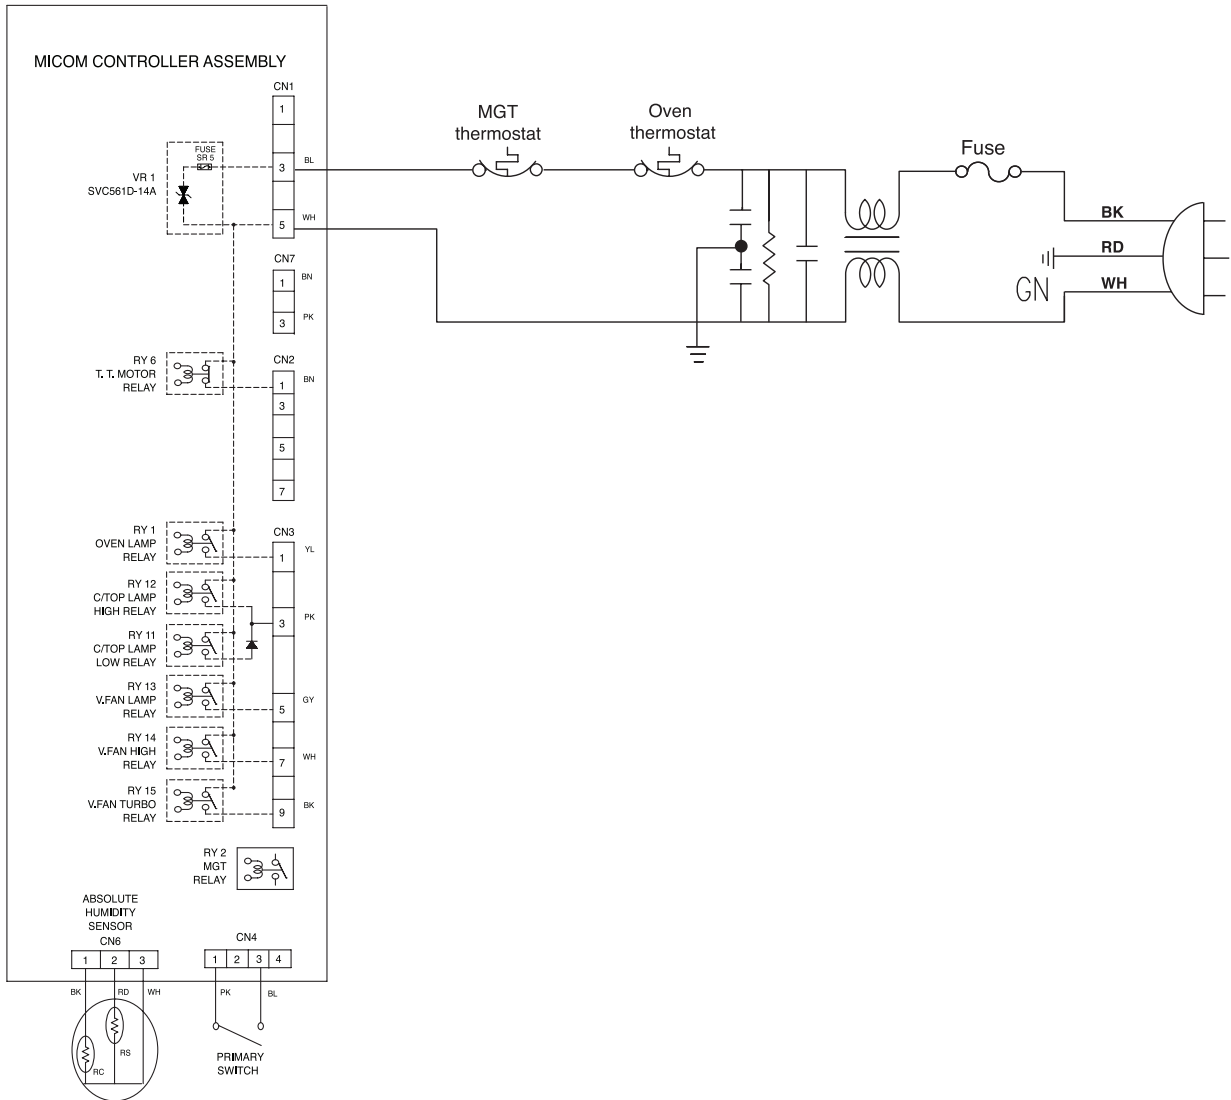 MICOM CONTROLLER ASSEMBLY
CN1
1
3
5
BL
WH
FUSE
SR 5
VR 1
SVC561D-14A
MGT
thermostat
Oven
thermostat
Fuse
BK
RD
WH
GN
CN7
1
3
BN
PK
RY 6
T. T. MOTOR
RELAY
CN2
1
3
5
7
BN
RY 1
OVEN LAMP
RELAY
RY 12
C/TOP LAMP
HIGH RELAY
RY 11
C/TOP LAMP
LOW RELAY
RY 13
V.FAN LAMP
RELAY
RY 14
V.FAN HIGH
RELAY
RY 15
V.FAN TURBO
RELAY
CN3
1
3
5
7
9
YL
PK
GY
WH
BK
RY 2
MGT
RELAY
ABSOLUTE
HUMIDITY
SENSOR
CN6
1 2 3
BK RD WH
RS
RC
CN4
1 2 3 4
PK BL
PRIMARY
SWITCH